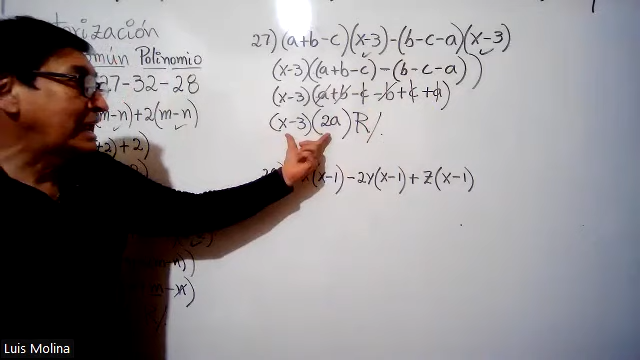 torización
omún Polinomio
27-32-28
m-n)+2(m-n)
+2)+2)
m-n)
27)(a+b-c)(x-3)-(b-c-a)(x-3)
(x-3)(a+b-c)-(b-c-a))
(x-3)(a+b-c-b+c+a)
(x-3)(2a) R/.
(x-1)-2y(x-1)+z(x-1)
Luis Molina